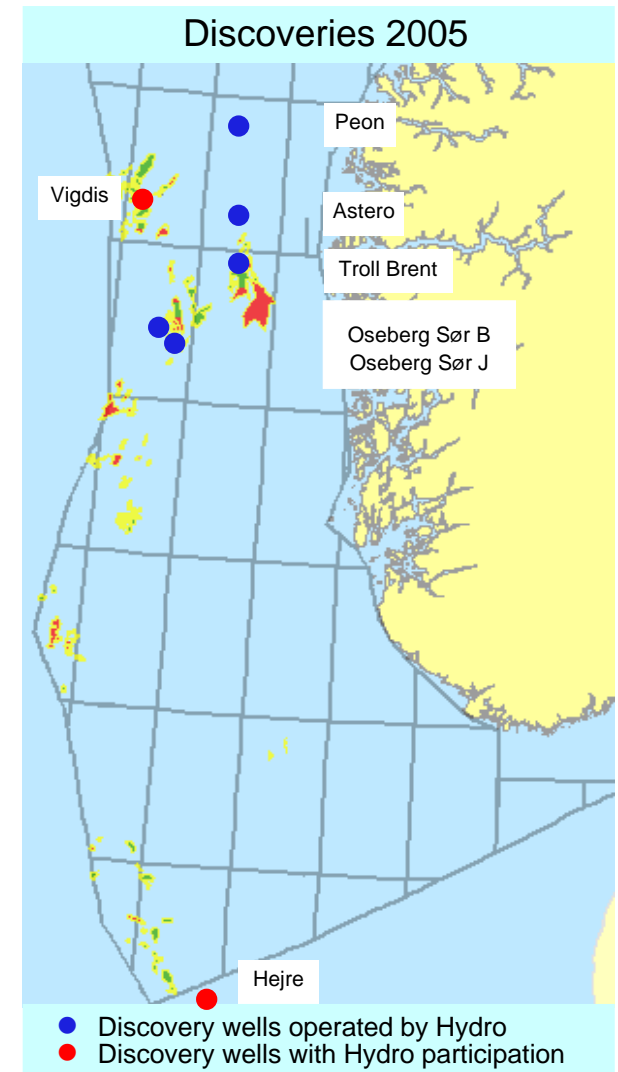 Discoveries 2005
Peon
Vigdis
Astero
Troll Brent
Oseberg Sør B
Oseberg Sør J
Hejre
Discovery wells operated by Hydro
Discovery wells with Hydro participation